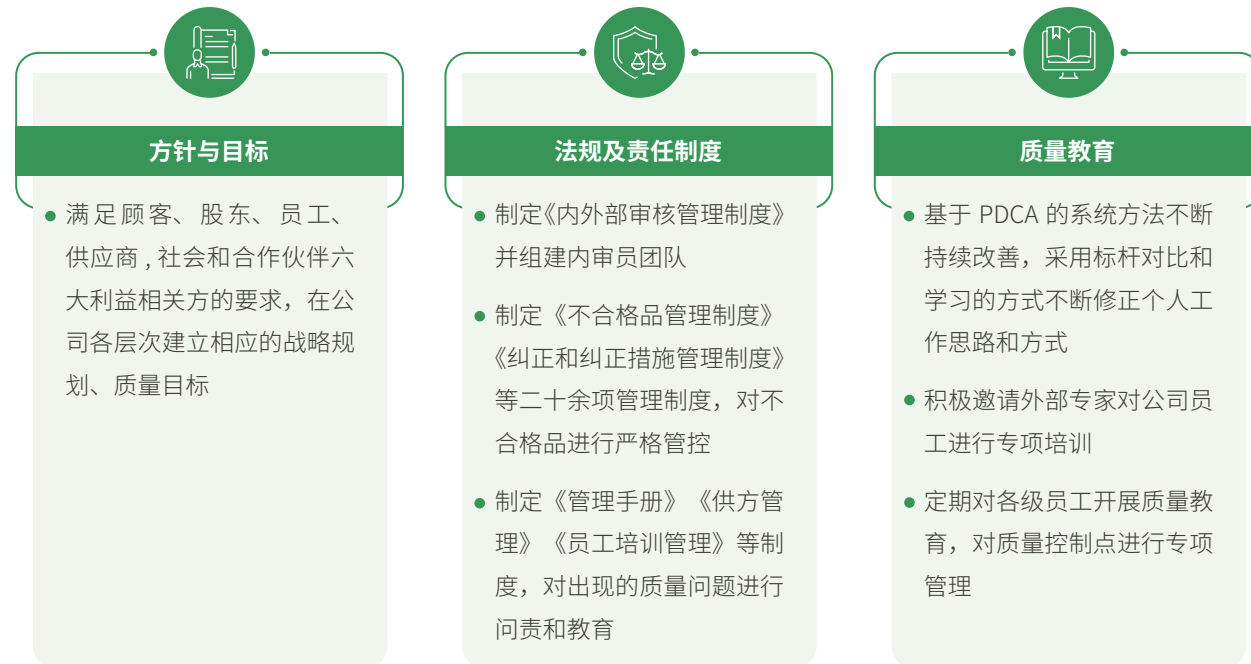 方针与目标
满足顾客、股东、员工、
供应商 , 社会和合作伙伴六
大利益相关方的要求，在公
司各层次建立相应的战略规
划、质量目标
法规及责任制度
制定《内外部审核管理制度》
并组建内审员团队
制定《不合格品管理制度》
《纠正和纠正措施管理制度》
等二十余项管理制度，对不
合格品进行严格管控
制定《管理手册》《供方管
理》《员工培训管理》等制
度，对出现的质量问题进行
问责和教育
质量教育
基于 PDCA 的系统方法不断
持续改善，采用标杆对比和
学习的方式不断修正个人工
作思路和方式
积极邀请外部专家对公司员
工进行专项培训
定期对各级员工开展质量教
育，对质量控制点进行专项
管理